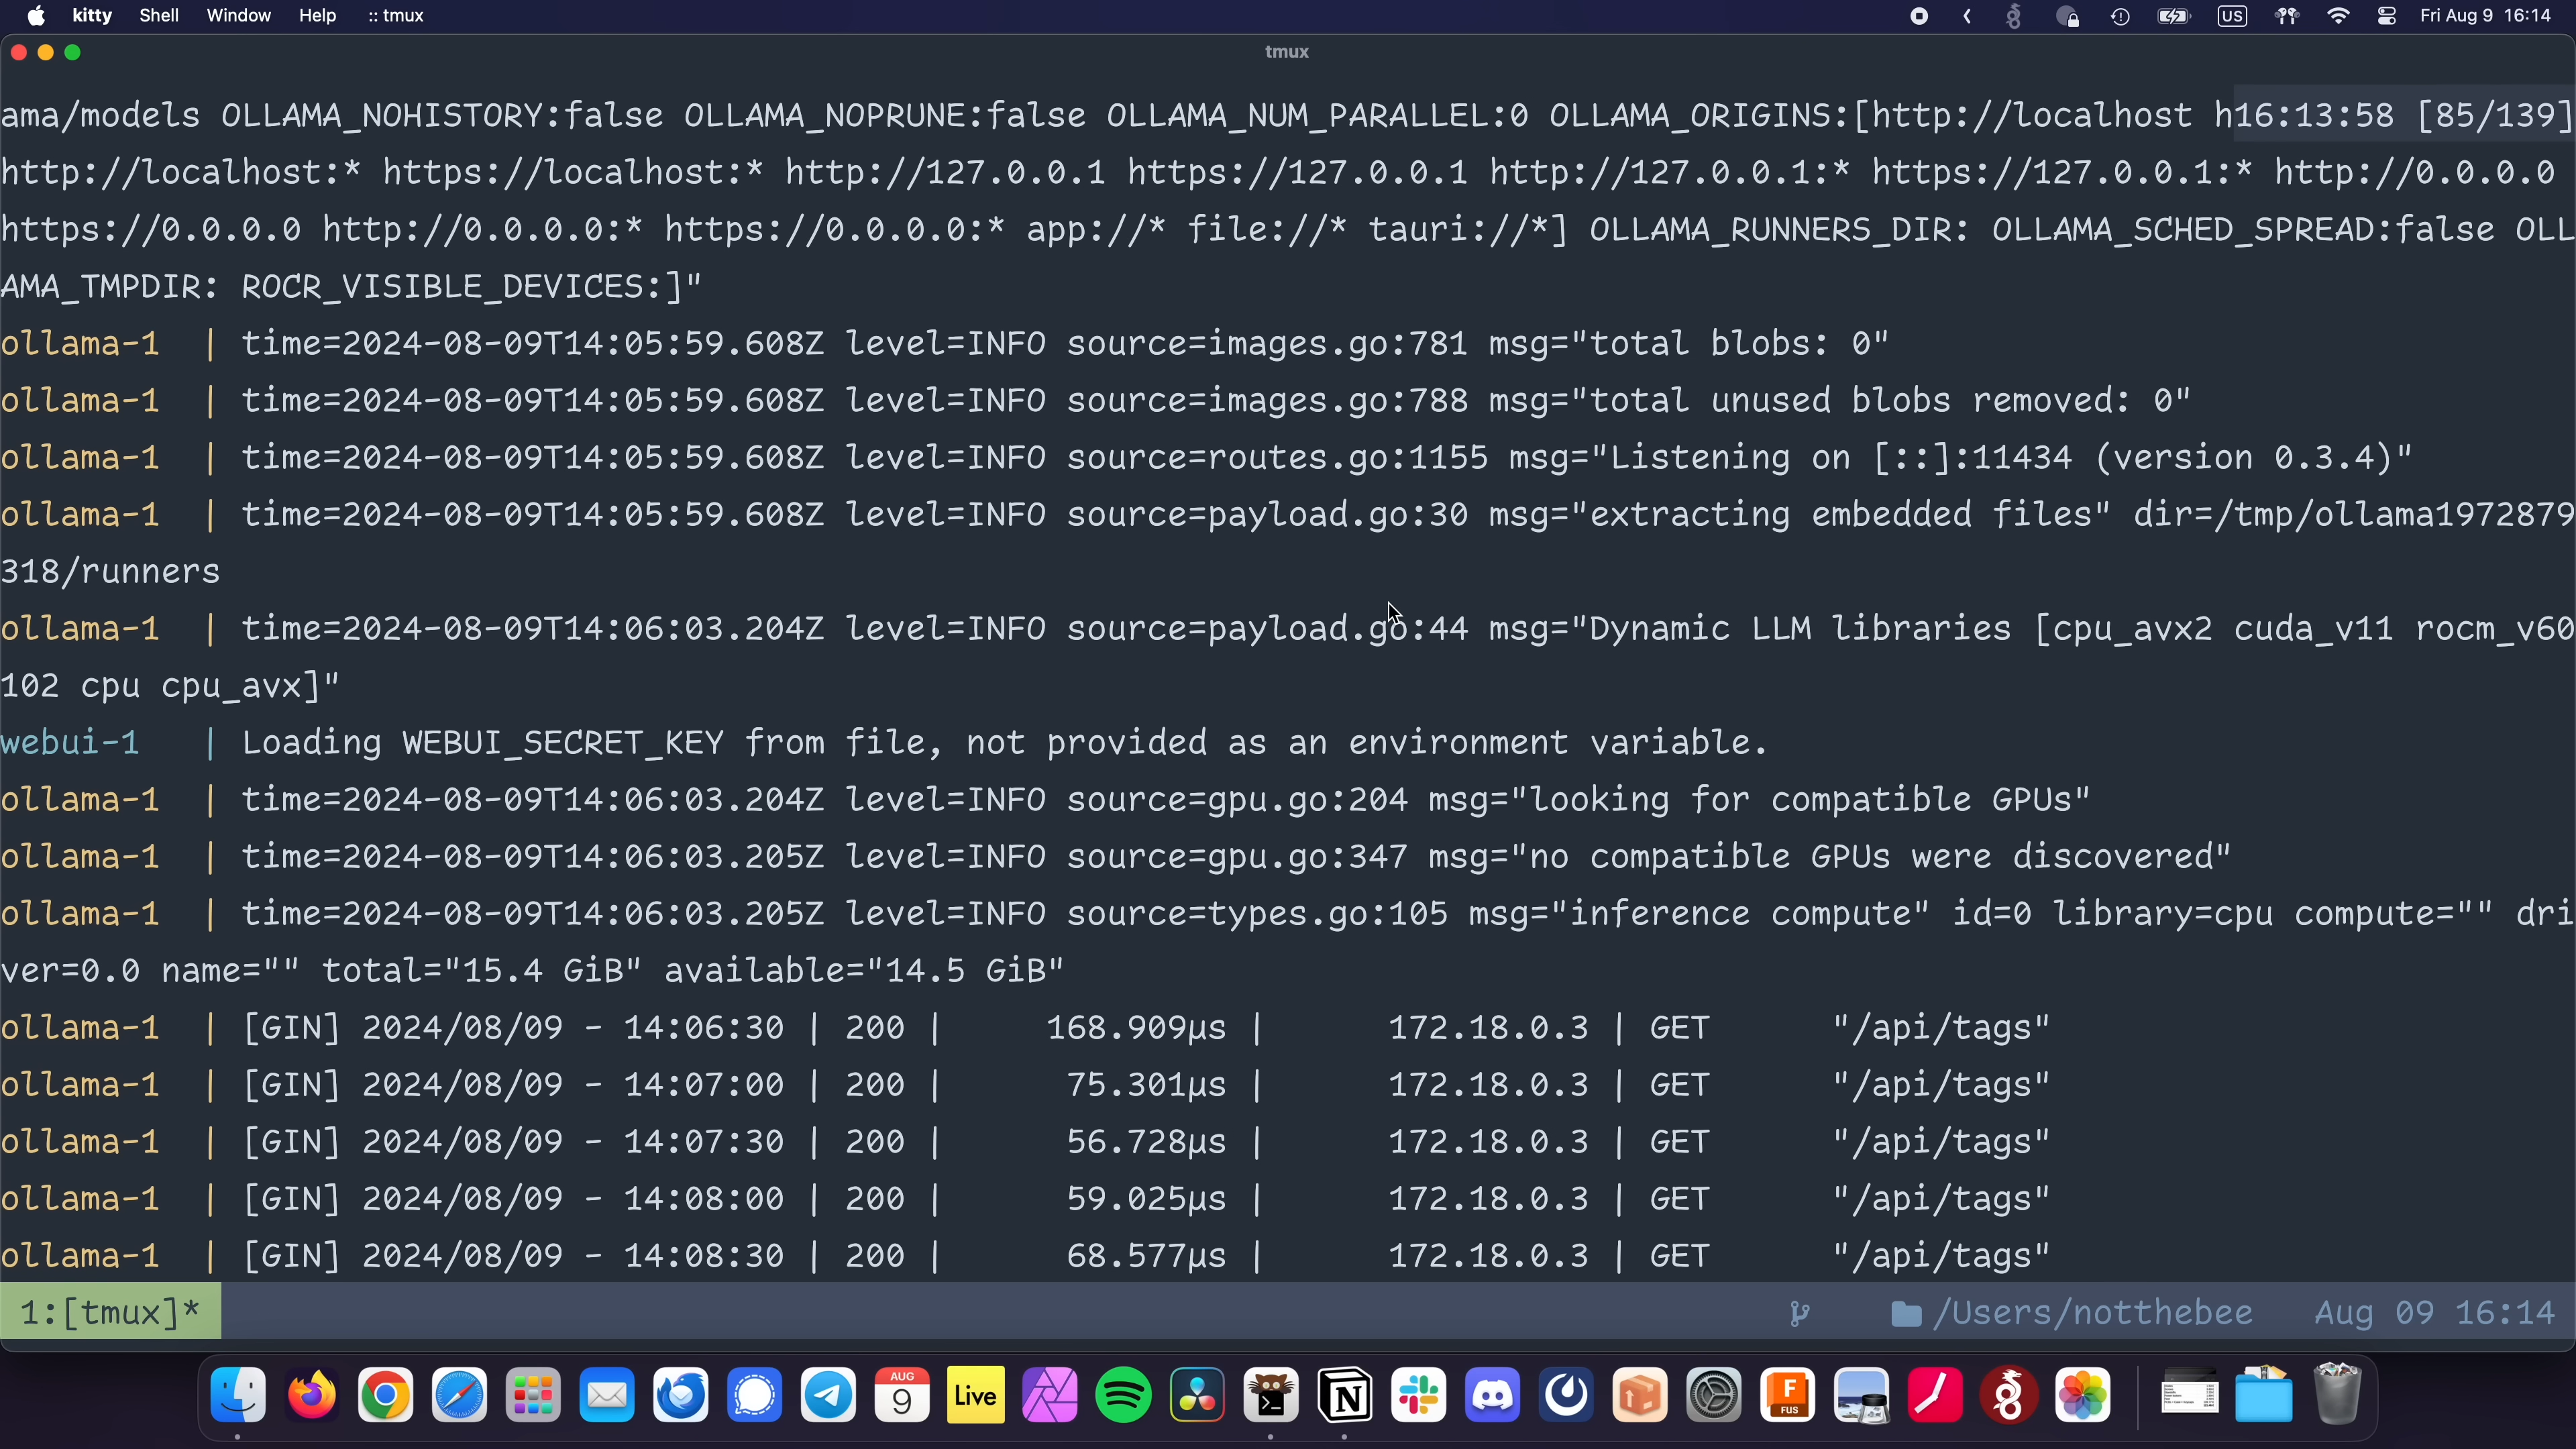 kitty Shell Window Help :: tmux US Fri Aug 9 16:14
tmux
ama/models OLLAMA_NOHISTORY:false OLLAMA_NOPRUNE:false OLLAMA_NUM_PARALLEL:0 OLLAMA_ORIGINS:[http://localhost h16:13:58 [85/139]
http://localhost:* https://localhost:* http://127.0.0.1 https://127.0.0.1 http://127.0.0.1:* https://127.0.0.1:* http://0.0.0.0
https://0.0.0.0 http://0.0.0.0:* https://0.0.0.0:* app://* file://* tauri://*] OLLAMA_RUNNERS_DIR: OLLAMA_SCHED_SPREAD:false OLL
AMA_TMPDIR: ROCR_VISIBLE_DEVICES:]"
ollama-1 | time=2024-08-09T14:05:59.608Z level=INFO source=images.go:781 msg="total blobs: 0"
ollama-1 | time=2024-08-09T14:05:59.608Z level=INFO source=images.go:788 msg="total unused blobs removed: 0"
ollama-1 | time=2024-08-09T14:05:59.608Z level=INFO source=routes.go:1155 msg="Listening on [::]:11434 (version 0.3.4)"
ollama-1 | time=2024-08-09T14:05:59.608Z level=INFO source=payload.go:30 msg="extracting embedded files" dir=/tmp/ollama1972879
318/runners
ollama-1 | time=2024-08-09T14:06:03.204Z level=INFO source=payload.go:44 msg="Dynamic LLM libraries [cpu_avx2 cuda_v11 rocm_v60
102 cpu cpu_avx]"
webui-1 | Loading WEBUI_SECRET_KEY from file, not provided as an environment variable.
ollama-1 | time=2024-08-09T14:06:03.204Z level=INFO source=gpu.go:204 msg="looking for compatible GPUs"
ollama-1 | time=2024-08-09T14:06:03.205Z level=INFO source=gpu.go:347 msg="no compatible GPUs were discovered"
ollama-1 | time=2024-08-09T14:06:03.205Z level=INFO source=types.go:105 msg="inference compute" id=0 library=cpu compute="" dri
ver=0.0 name="" total="15.4 GiB" available="14.5 GiB"
ollama-1 | [GIN] 2024/08/09 - 14:06:30 | 200 | 168.909µs | 172.18.0.3 | GET "/api/tags"
ollama-1 | [GIN] 2024/08/09 - 14:07:00 | 200 | 75.301µs | 172.18.0.3 | GET "/api/tags"
ollama-1 | [GIN] 2024/08/09 - 14:07:30 | 200 | 56.728µs | 172.18.0.3 | GET "/api/tags"
ollama-1 | [GIN] 2024/08/09 - 14:08:00 | 200 | 59.025µs | 172.18.0.3 | GET "/api/tags"
ollama-1 | [GIN] 2024/08/09 - 14:08:30 | 200 | 68.577µs | 172.18.0.3 | GET "/api/tags"
1:[tmux]* /Users/notthebee Aug 09 16:14
AUG
9
Live
N
F
FUS